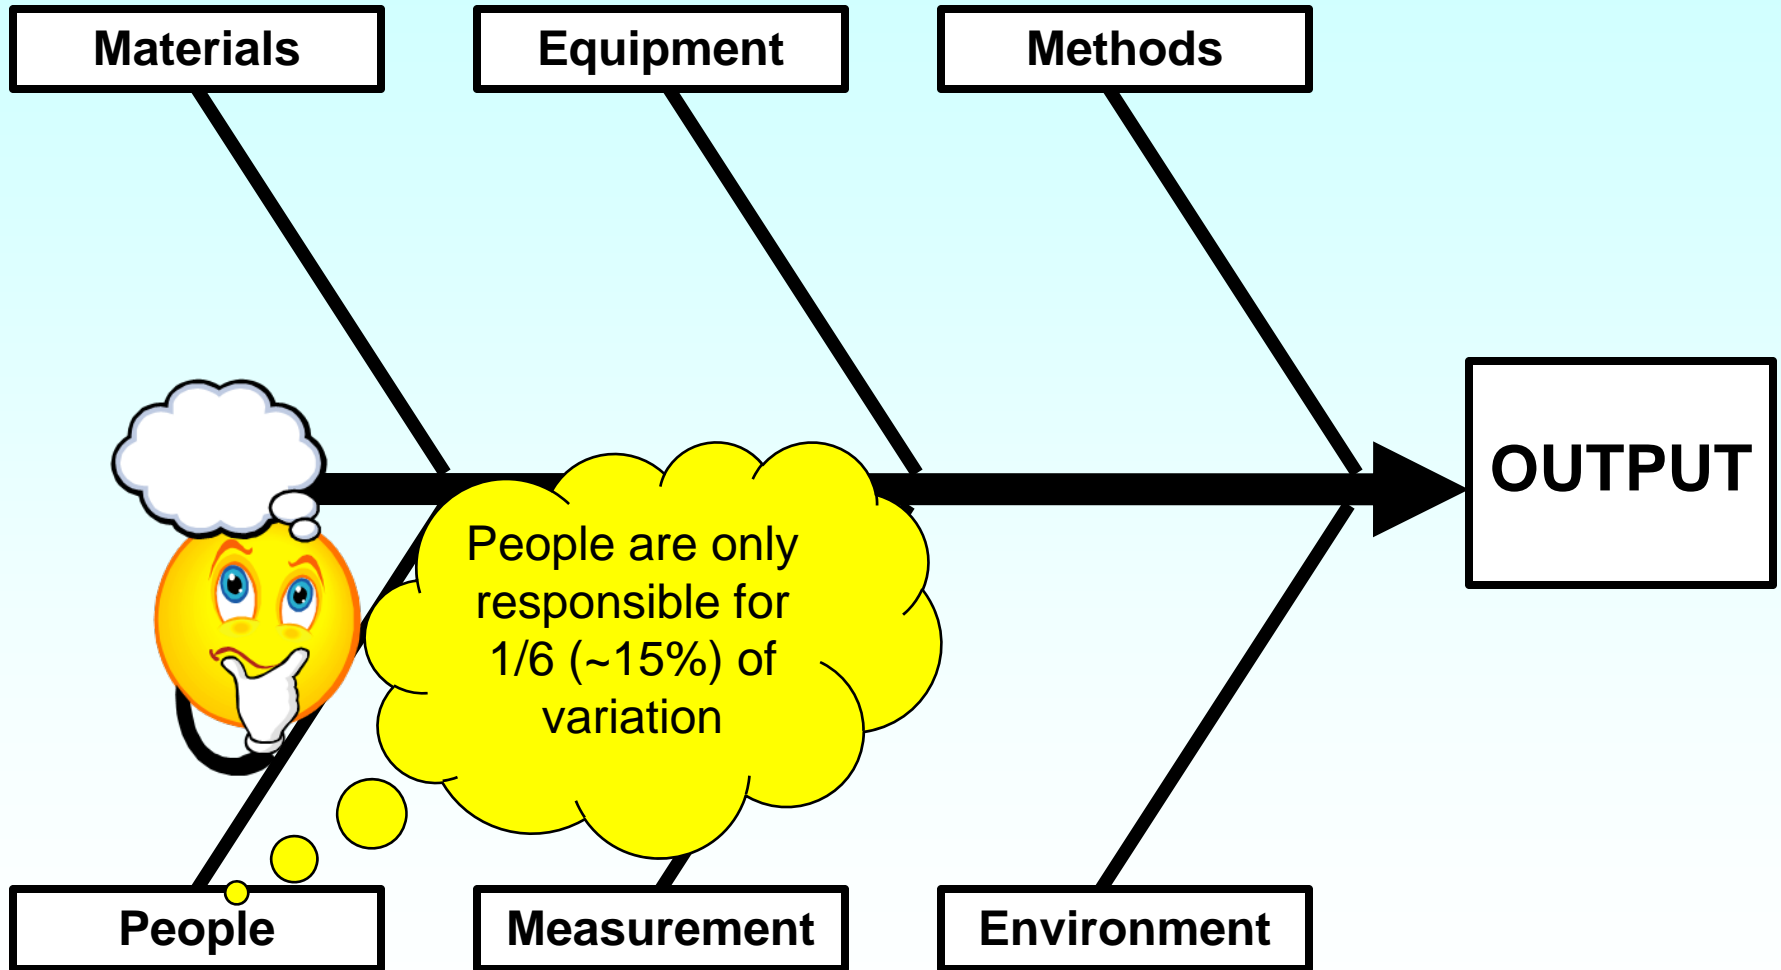 Materials
Equipment
Methods
OUTPUT
People are only
responsible for
1/6 (~15%) of
variation
People
Measurement
Environment